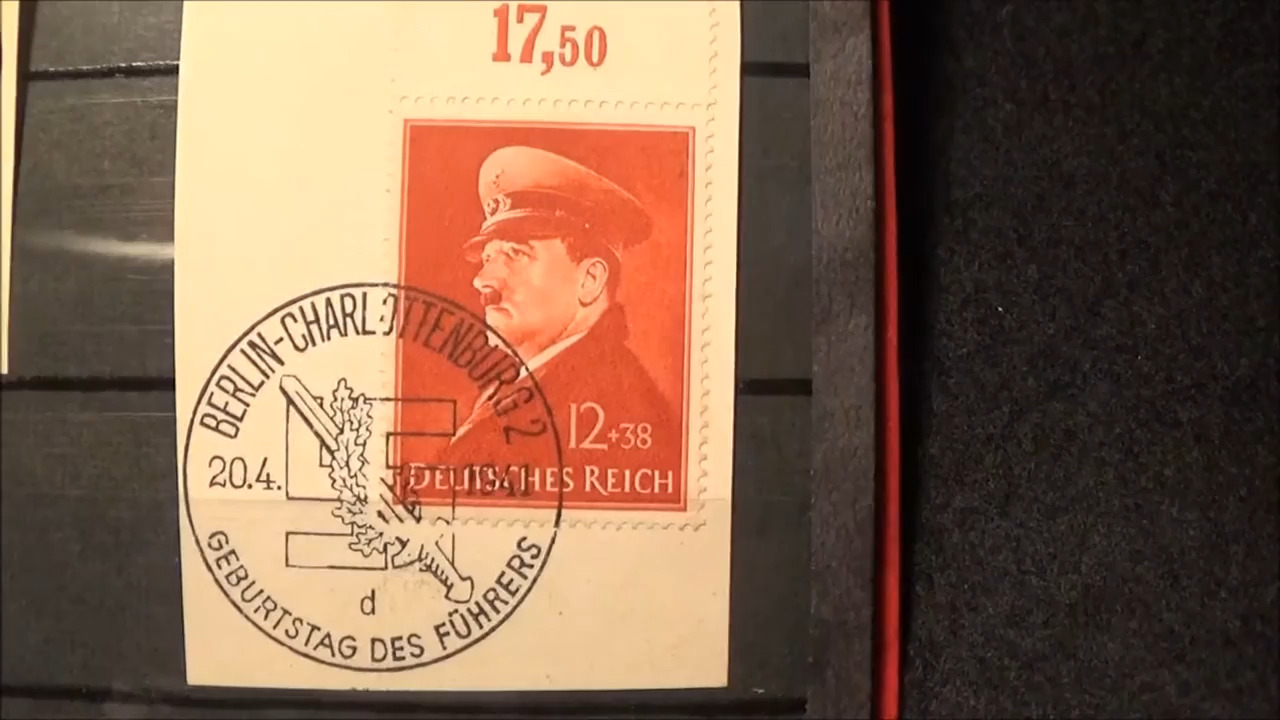 17,50
12+38
DEUTSCHES REICH
BERLIN-CHARLOTTENBURG 2
20.4. 1941
d
GEBURTSTAG DES FÜHRERS